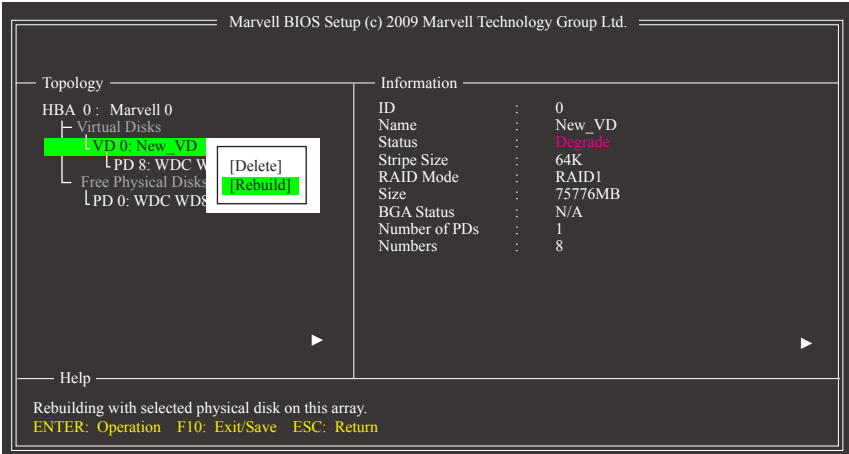 Marvell BIOS Setup (c) 2009 Marvell Technology Group Ltd.
Topology
HBA 0 : Marvell 0
Virtual Disks
VD 0: New_VD
PD 8: WDC
Free Physical Disks
PD 0: WDC
[Delete]
[Rebuild]
Information
ID : 0
Name : New_VD
Status : Degrade
Stripe Size : 64K
RAID Mode : RAID1
Size : 75776MB
BGA Status : N/A
Number of PDs : 1
Numbers : 8
Help
Rebuilding with selected physical disk on this array.
ENTER: Operation F10: Exit/Save ESC: Return